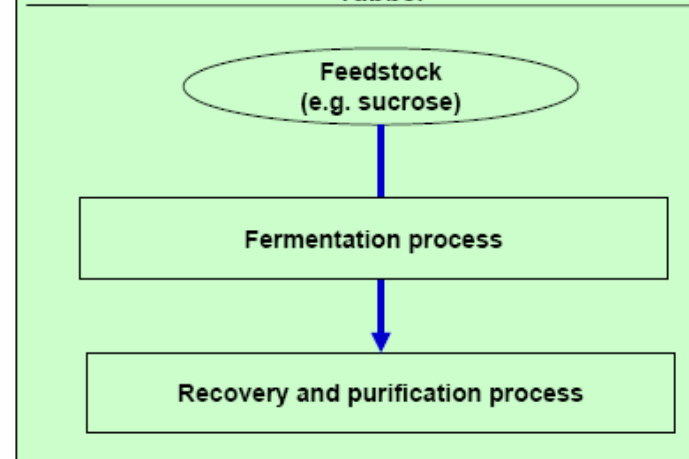 Feedstock
(e.g. sucrose)
Fermentation process
Recovery and purification process